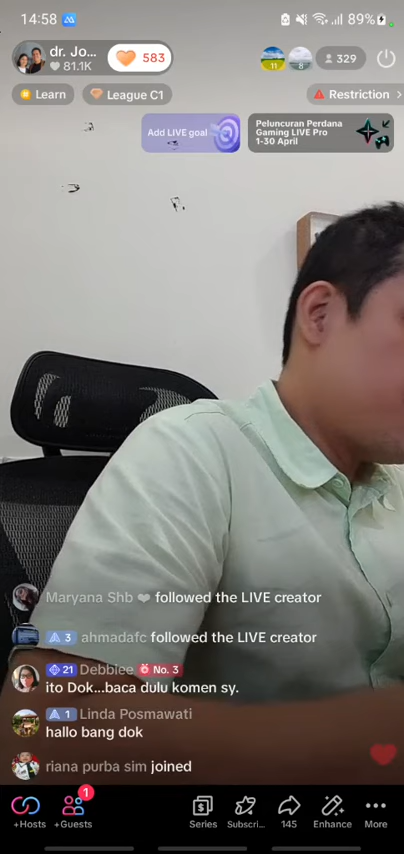 14:58
89%
dr. Jo...
81.1K
583
11
8
329
Learn
League C1
Restriction
Add LIVE goal
Peluncuran Perdana
Gaming LIVE Pro
1-30 April
Maryana Shb ❤ followed the LIVE creator
3 ahmadafc followed the LIVE creator
21 Debbiee No. 3
ito Dok...baca dulu komen sy.
1 Linda Posmawati
hallo bang dok
riana purba sim joined
1
+Hosts
+Guests
Series
Subscri...
145
Enhance
More